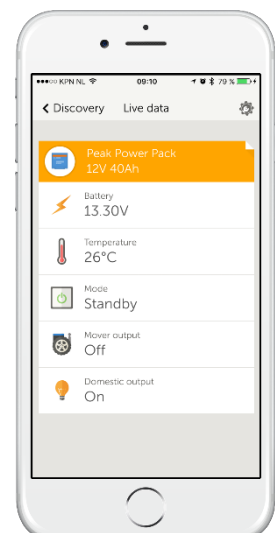 KPN NL 09:10 79 %
Discovery Live data
Peak Power Pack
12V 40Ah
Battery
13.30V
Temperature
26°C
Mode
Standby
Mover output
Off
Domestic output
On